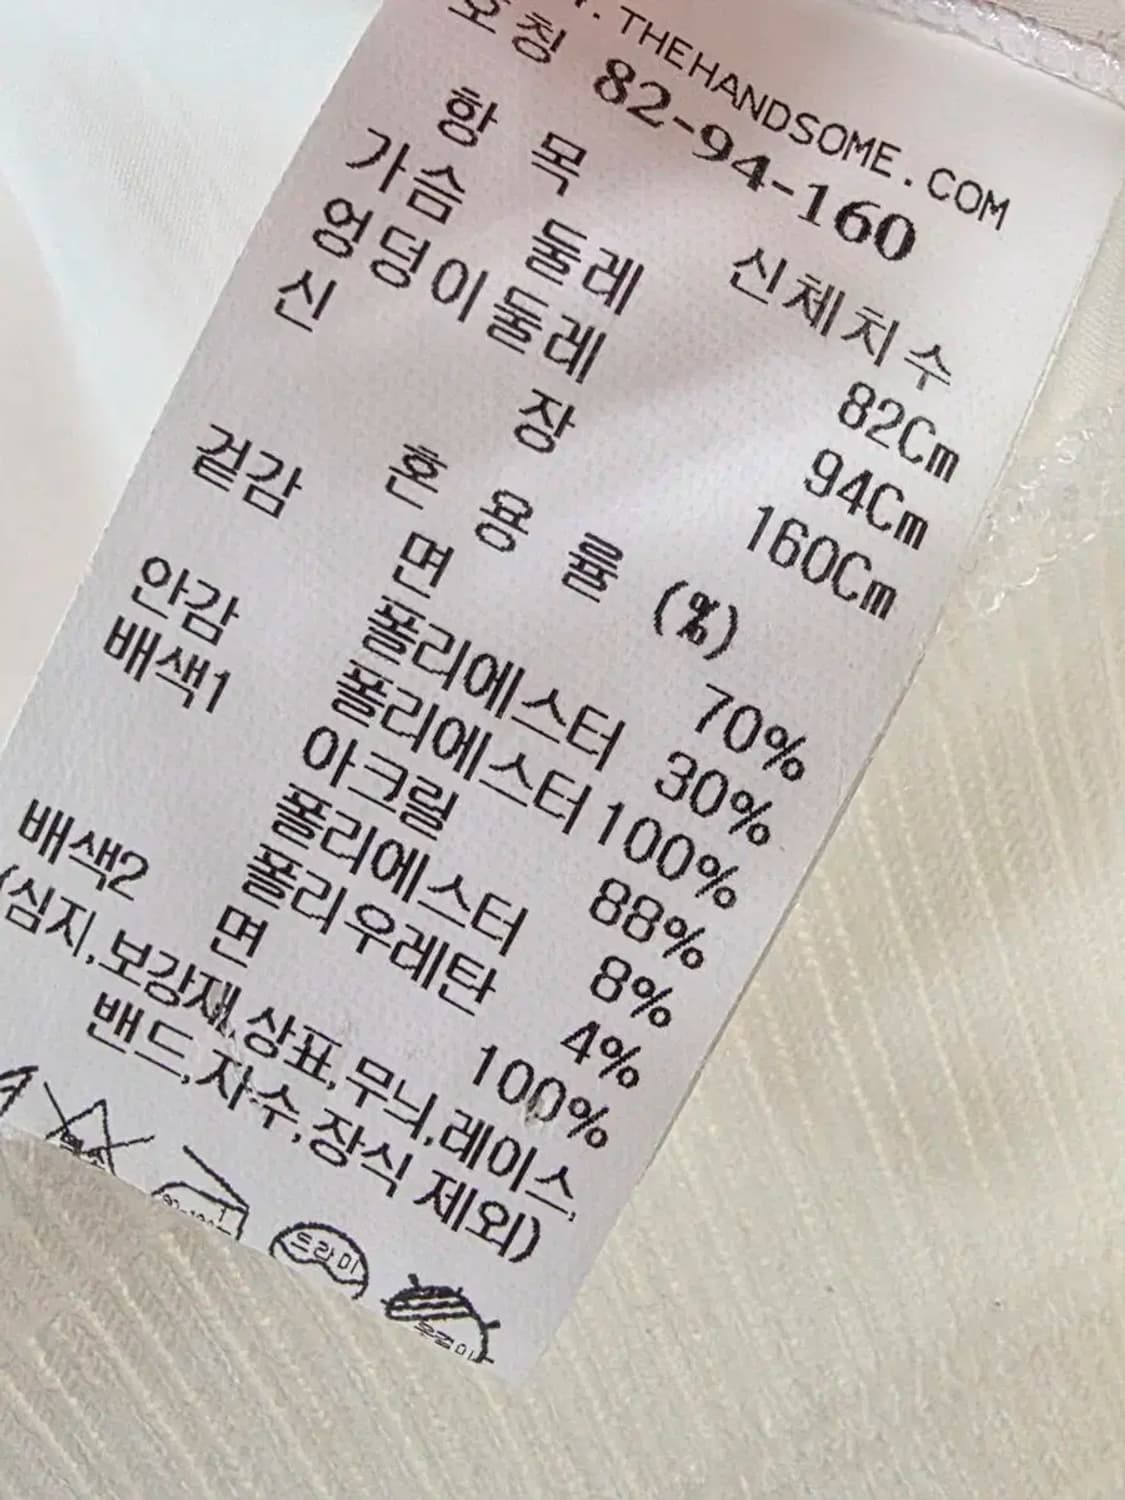 .THEHANDSOME.COM
호칭 82-94-160
항 목 신체치수
가슴 둘레 82Cm
엉덩이둘레 94Cm
신 장 160Cm
혼 용 율 (%)
겉감 면 70%
폴리에스터 30%
안감 폴리에스터 100%
배색1 아크릴 88%
폴리에스터 8%
폴리우레탄 4%
배색2 면 100%
(심지,보강재,상표,무늬,레이스,
밴드,자수,장식 제외)
드라이